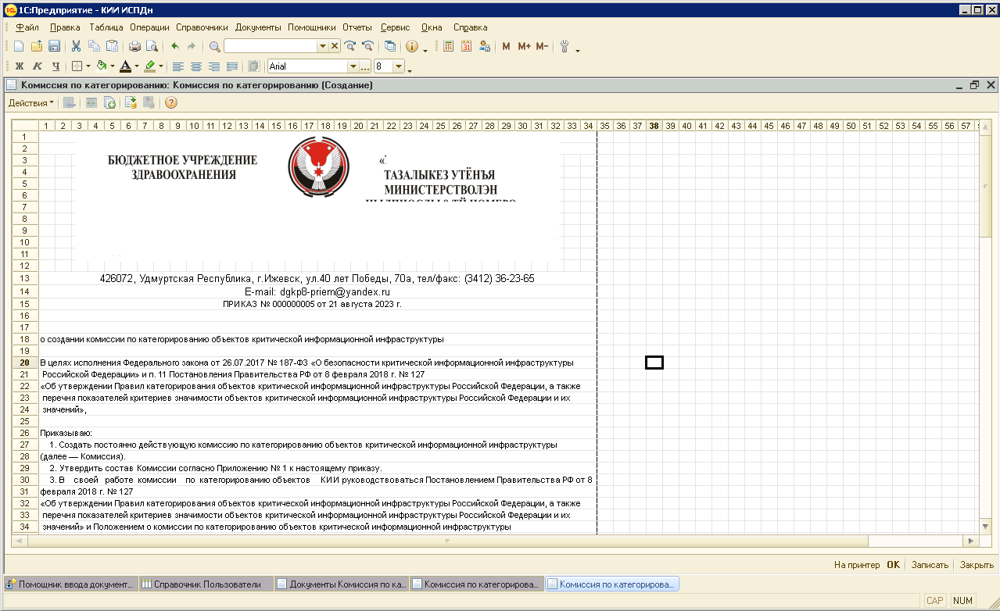 1С:Предприятие - КИИ ИСПДн
Файл Правка Таблица Операции Справочники Документы Помощники Отчеты Сервис Окна Справка
M M+ M-
Ж К Ч Arial 8
Комиссия по категорированию: Комиссия по категорированию (Создание)
Действия
1 2 3 4 5 6 7 8 9 10 11 12 13 14 15 16 17 18 19 20 21 22 23 24 25 26 27 28 29 30 31 32 33 34 35 36 37 38 39 40 41 42 43 44 45 46 47 48 49 50 51 52 53 54 55 56 57
1
2
3 БЮДЖЕТНОЕ УЧРЕЖДЕНИЕ «
4 ЗДРАВООХРАНЕНИЯ ТАЗАЛЫКЕЗ УТЁНЪЯ
5 МИНИСТЕРСТВОЛЭН
6
7
8
9
10
11
12
13 426072, Удмуртская Республика, г.Ижевск, ул.40 лет Победы, 70а, тел/факс: (3412) 36-23-65
14 E-mail: dgkp8-priem@yandex.ru
15 ПРИКАЗ № 000000005 от 21 августа 2023 г.
16
17
18 о создании комиссии по категорированию объектов критической информационной инфраструктуры
19
20 В целях исполнения Федерального закона от 26.07.2017 № 187-ФЗ «О безопасности критической информационной инфраструктуры
21 Российской Федерации» и п. 11 Постановления Правительства РФ от 8 февраля 2018 г. № 127
22 «Об утверждении Правил категорирования объектов критической информационной инфраструктуры Российской Федерации, а также
23 перечня показателей критериев значимости объектов критической информационной инфраструктуры Российской Федерации и их
24 значений»,
25
26 Приказываю:
27 1. Создать постоянно действующую комиссию по категорированию объектов критической информационной инфраструктуры
28 (далее — Комиссия).
29 2. Утвердить состав Комиссии согласно Приложению № 1 к настоящему приказу.
30 3. В своей работе комиссии по категорированию объектов КИИ руководствоваться Постановлением Правительства РФ от 8
31 февраля 2018 г. № 127
32 «Об утверждении Правил категорирования объектов критической информационной инфраструктуры Российской Федерации, а также
33 перечня показателей критериев значимости объектов критической информационной инфраструктуры Российской Федерации и их
34 значений» и Положением о комиссии по категорированию объектов критической информационной инфраструктуры
На принтер OK Записать Закрыть
Помощник ввода документ... Справочник Пользователи Документы Комиссия по ка... Комиссия по категорирова... Комиссия по категорирова...
CAP NUM